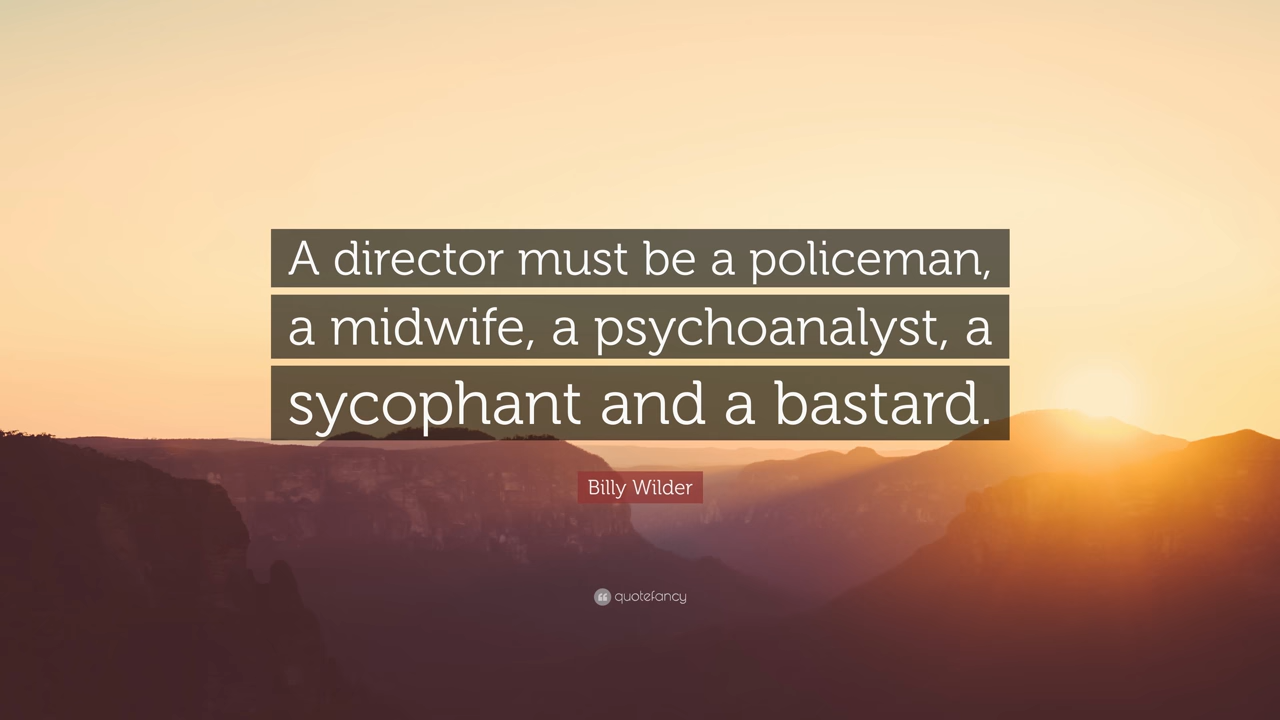 A director must be a policeman,
a midwife, a psychoanalyst, a
sycophant and a bastard.
Billy Wilder
quotefancy